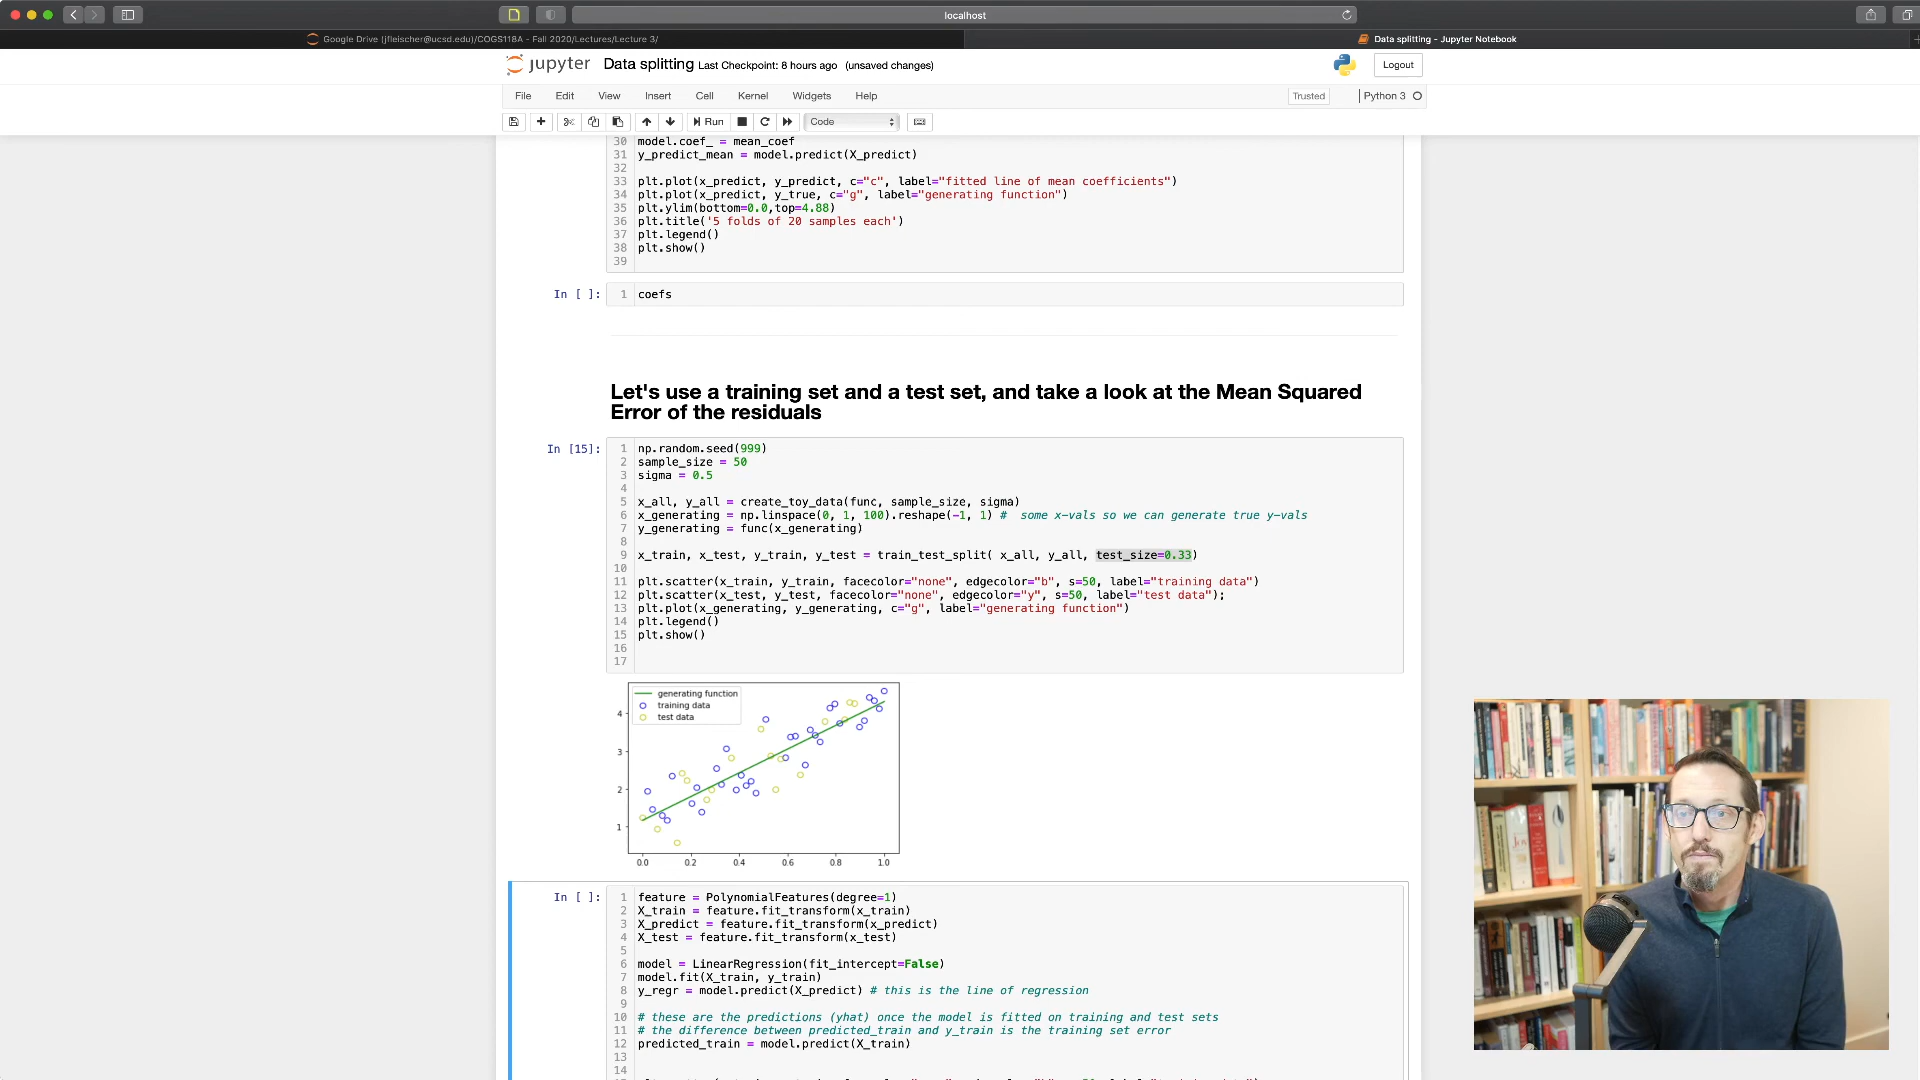 localhost
Google Drive (jfleischer@ucsd.edu)/COGS118A - Fall 2020/Lectures/Lecture 3/
Data splitting - Jupyter Notebook
jupyter Data splitting Last Checkpoint: 8 hours ago (unsaved changes)
Logout
File Edit View Insert Cell Kernel Widgets Help
Trusted Python 3
Run Code
30 model.coef_ = mean_coef
31 y_predict_mean = model.predict(X_predict)
32
33 plt.plot(x_predict, y_predict, c="c", label="fitted line of mean coefficients")
34 plt.plot(x_predict, y_true, c="g", label="generating function")
35 plt.ylim(bottom=0.0,top=4.88)
36 plt.title('5 folds of 20 samples each')
37 plt.legend()
38 plt.show()
39
In [ ]: 1 coefs
Let's use a training set and a test set, and take a look at the Mean Squared
Error of the residuals
In [15]: 1 np.random.seed(999)
2 sample_size = 50
3 sigma = 0.5
4
5 x_all, y_all = create_toy_data(func, sample_size, sigma)
6 x_generating = np.linspace(0, 1, 100).reshape(-1, 1) # some x-vals so we can generate true y-vals
7 y_generating = func(x_generating)
8
9 x_train, x_test, y_train, y_test = train_test_split( x_all, y_all, test_size=0.33)
10
11 plt.scatter(x_train, y_train, facecolor="none", edgecolor="b", s=50, label="training data")
12 plt.scatter(x_test, y_test, facecolor="none", edgecolor="y", s=50, label="test data");
13 plt.plot(x_generating, y_generating, c="g", label="generating function")
14 plt.legend()
15 plt.show()
16
17
generating function
training data
test data
4
3
2
1
0.0 0.2 0.4 0.6 0.8 1.0
In [ ]: 1 feature = PolynomialFeatures(degree=1)
2 X_train = feature.fit_transform(x_train)
3 X_predict = feature.fit_transform(x_predict)
4 X_test = feature.fit_transform(x_test)
5
6 model = LinearRegression(fit_intercept=False)
7 model.fit(X_train, y_train)
8 y_regr = model.predict(X_predict) # this is the line of regression
9
10 # these are the predictions (yhat) once the model is fitted on training and test sets
11 # the difference between predicted_train and y_train is the training set error
12 predicted_train = model.predict(X_train)
13
14